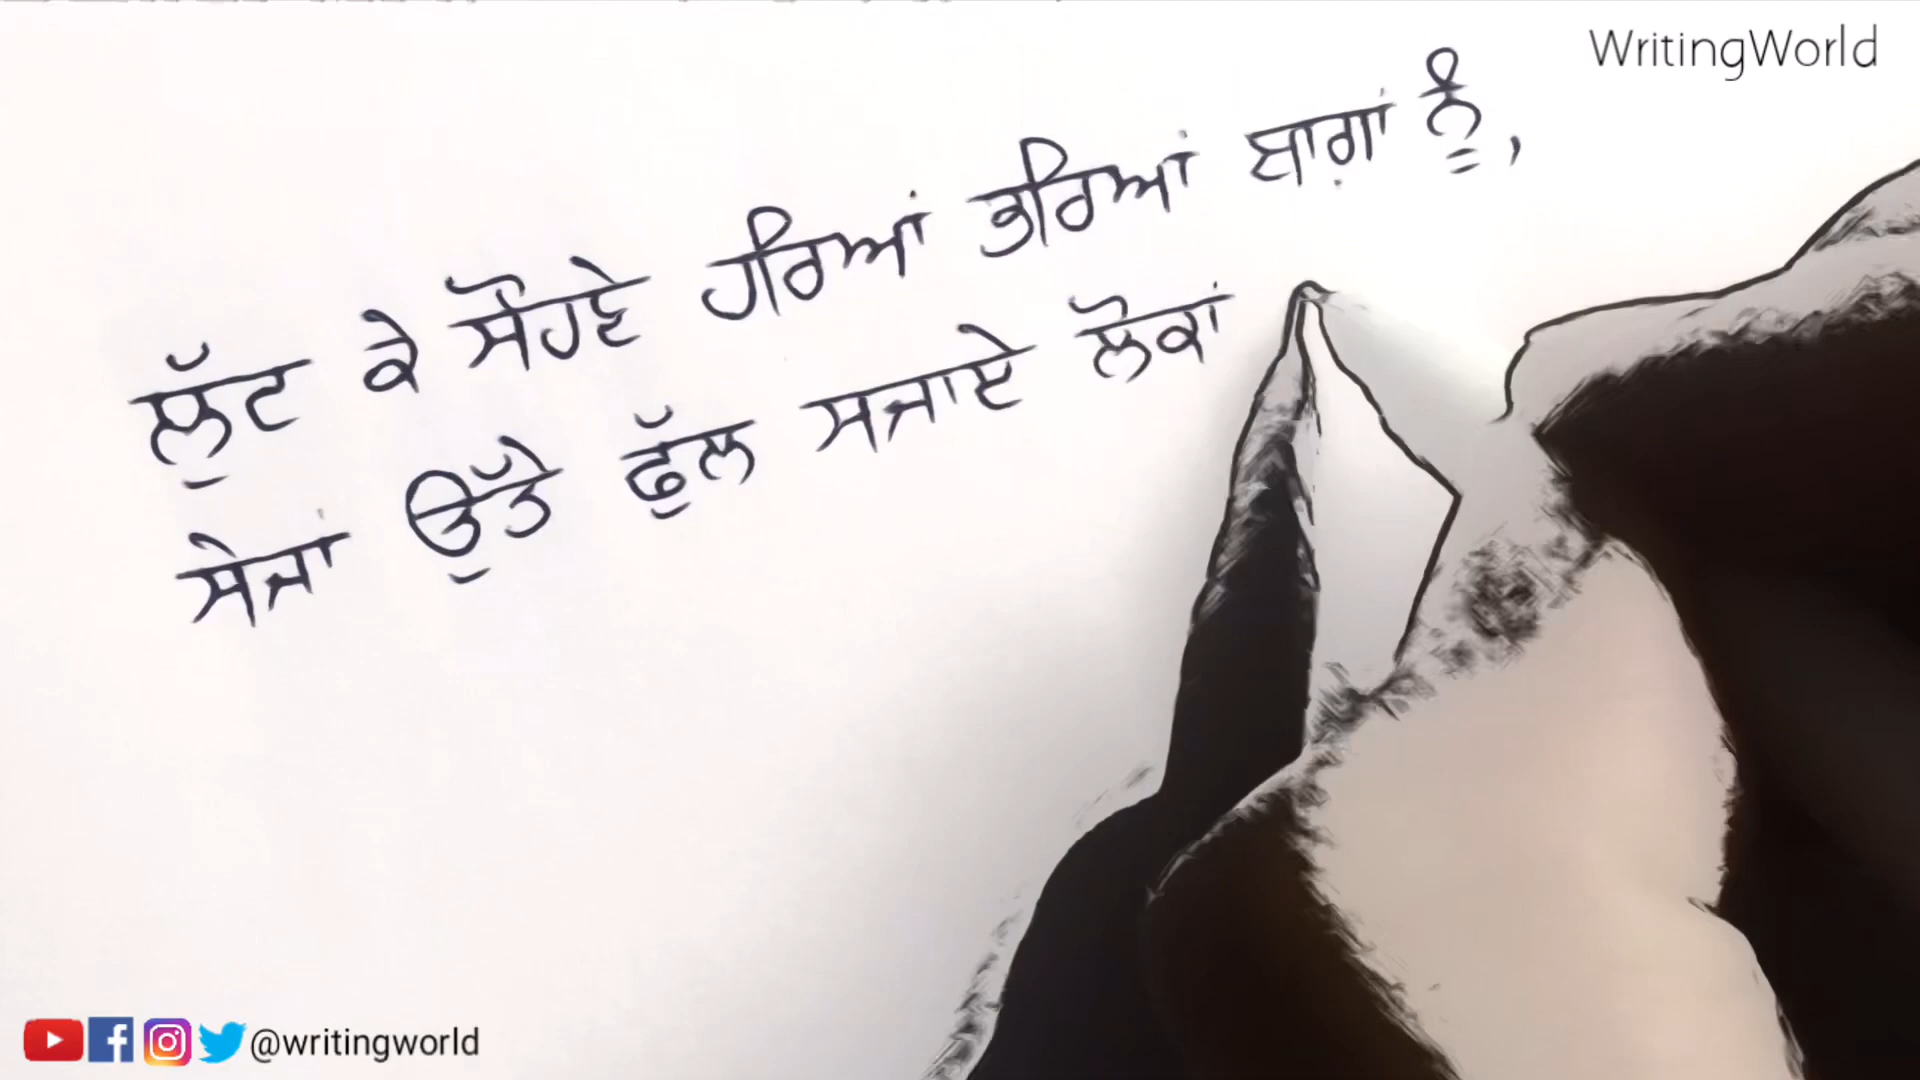 WritingWorld
ਲੁੱਟ ਕੇ ਸੋਹਣੇ ਹਰਿਆਂ ਭਰਿਆਂ ਬਾਗ਼ਾਂ ਨੂੰ,
ਸੇਜਾਂ ਉੱਤੇ ਫੁੱਲ ਸਜਾਏ ਲੋਕਾਂ
@writingworld